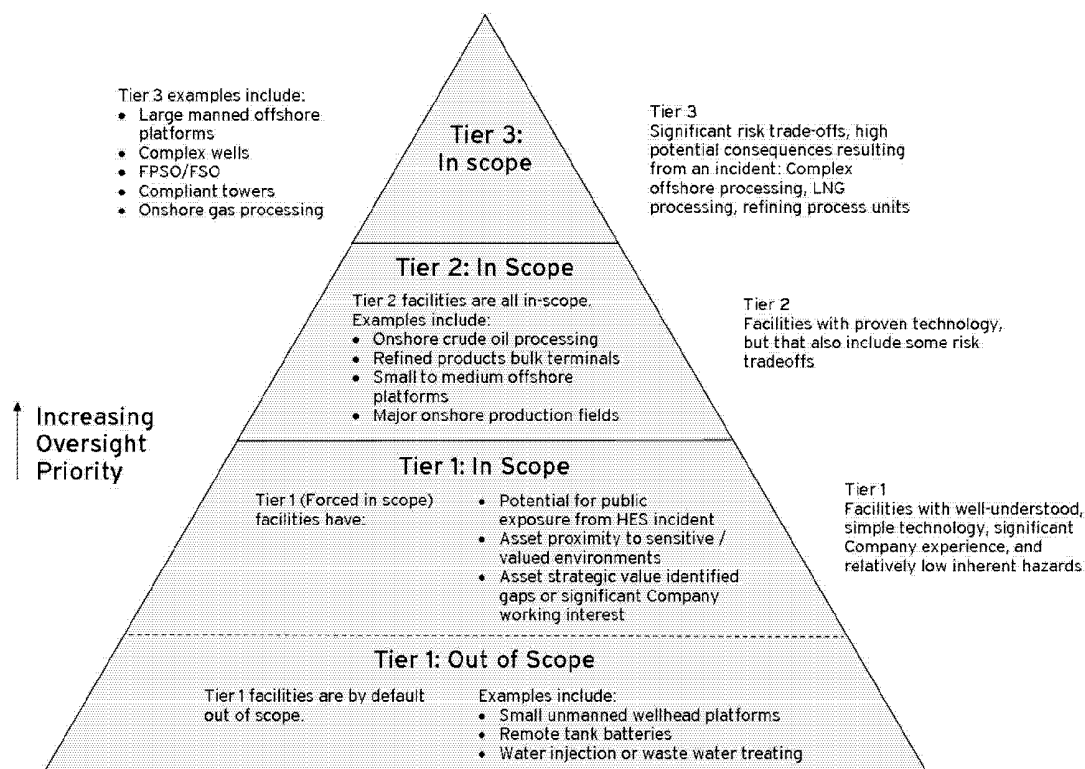 Tier 3 examples include:
• Large manned offshore
platforms
• Complex wells
• FPSO/FSO
• Compliant towers
• Onshore gas processing
Tier 3:
In scope
Tier 3
Significant risk trade-offs, high
potential consequences resulting
from an incident: Complex
offshore processing, LNG
processing, refining process units
Tier 2: In Scope
Tier 2 facilities are all in-scope.
Examples include:
• Onshore crude oil processing
• Refined products bulk terminals
• Small to medium offshore
platforms
• Major onshore production fields
Tier 2
Facilities with proven technology,
but that also include some risk
tradeoffs
Increasing
Oversight
Priority
Tier 1: In Scope
Tier 1 (Forced in scope)
facilities have:
• Potential for public
exposure from HES incident
• Asset proximity to sensitive /
valued environments
• Asset strategic value identified
gaps or significant Company
working interest
Tier 1
Facilities with well-understood,
simple technology, significant
Company experience, and
relatively low inherent hazards
Tier 1: Out of Scope
Tier 1 facilities are by default
out of scope.
Examples include:
• Small unmanned wellhead platforms
• Remote tank batteries
• Water injection or waste water treating